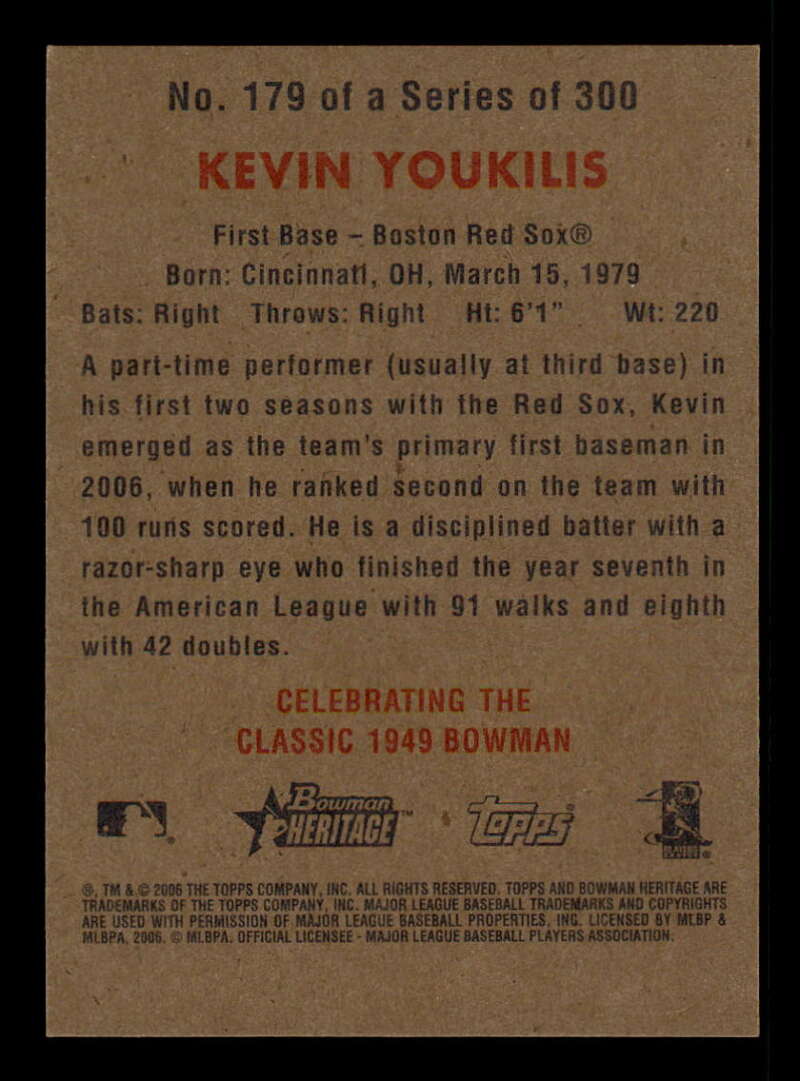 No. 179 of a Series of 300
KEVIN YOUKILIS
First Base – Boston Red Sox®
Born: Cincinnati, OH, March 15, 1979
Bats: Right Throws: Right Ht: 6'1" Wt: 220
A part-time performer (usually at third base) in
his first two seasons with the Red Sox, Kevin
emerged as the team's primary first baseman in
2006, when he ranked second on the team with
100 runs scored. He is a disciplined batter with a
razor-sharp eye who finished the year seventh in
the American League with 91 walks and eighth
with 42 doubles.
CELEBRATING THE
CLASSIC 1949 BOWMAN
Bowman HERITAGE™ Topps
®, TM & © 2006 THE TOPPS COMPANY, INC. ALL RIGHTS RESERVED. TOPPS AND BOWMAN HERITAGE ARE
TRADEMARKS OF THE TOPPS COMPANY, INC. MAJOR LEAGUE BASEBALL TRADEMARKS AND COPYRIGHTS
ARE USED WITH PERMISSION OF MAJOR LEAGUE BASEBALL PROPERTIES, INC. LICENSED BY MLBP &
MLBPA, 2006. © MLBPA. OFFICIAL LICENSEE - MAJOR LEAGUE BASEBALL PLAYERS ASSOCIATION.